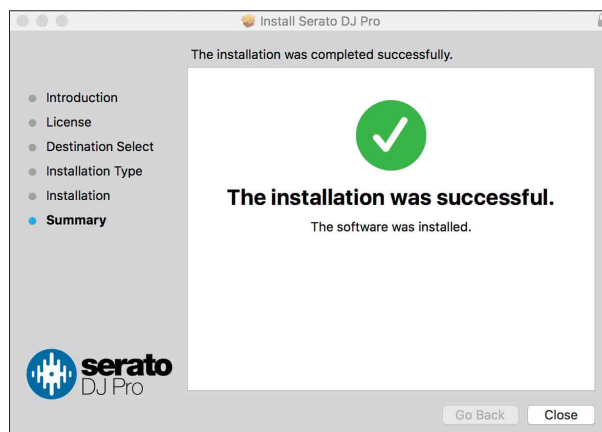 Install Serato DJ Pro
The installation was completed successfully.
Introduction
License
Destination Select
Installation Type
Installation
Summary
The installation was successful.
The software was installed.
serato
DJ Pro
Go Back
Close